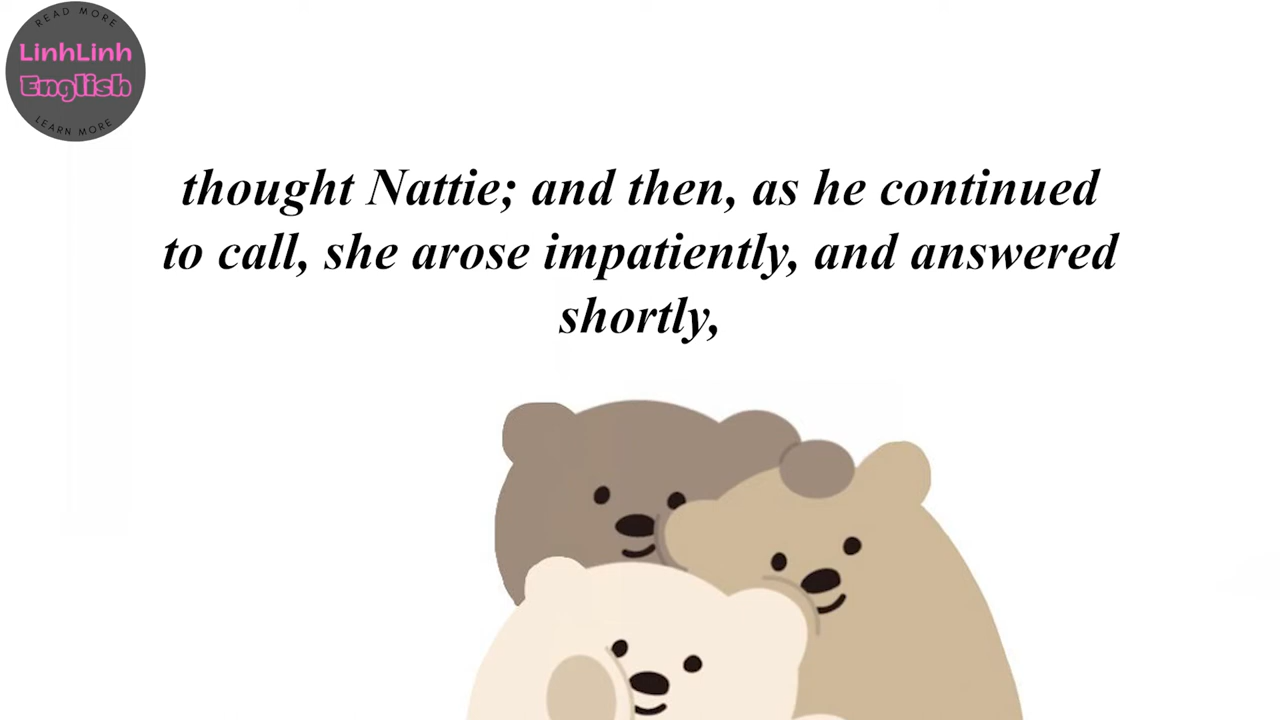 READ MORE
LinhLinh
English
LEARN MORE
thought Nattie; and then, as he continued
to call, she arose impatiently, and answered
shortly,